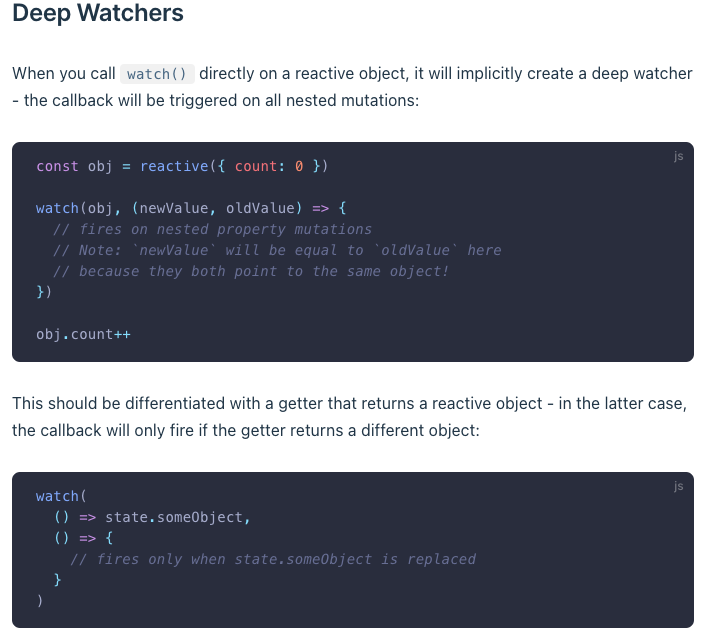 Deep Watchers
When you call watch() directly on a reactive object, it will implicitly create a deep watcher
- the callback will be triggered on all nested mutations:
js
const obj = reactive({ count: 0 })
watch(obj, (newValue, oldValue) => {
  // fires on nested property mutations
  // Note: `newValue` will be equal to `oldValue` here
  // because they both point to the same object!
})
obj.count++
This should be differentiated with a getter that returns a reactive object - in the latter case,
the callback will only fire if the getter returns a different object:
js
watch(
  () => state.someObject,
  () => {
    // fires only when state.someObject is replaced
  }
)